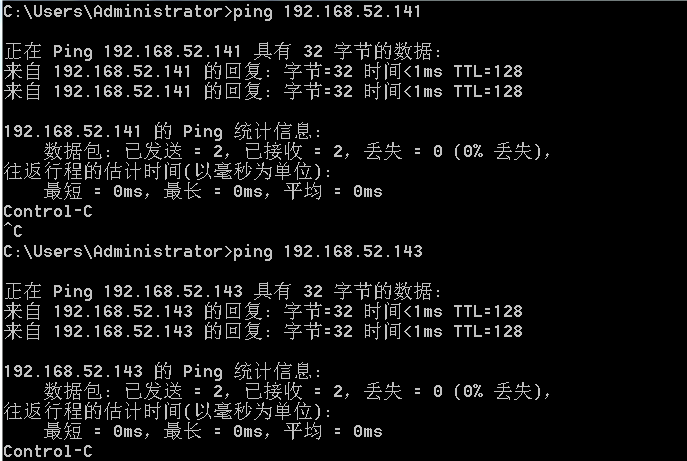 C:\Users\Administrator>ping 192.168.52.141
正在 Ping 192.168.52.141 具有 32 字节的数据:
来自 192.168.52.141 的回复: 字节=32 时间<1ms TTL=128
来自 192.168.52.141 的回复: 字节=32 时间<1ms TTL=128
192.168.52.141 的 Ping 统计信息:
    数据包: 已发送 = 2，已接收 = 2，丢失 = 0 (0% 丢失)，
往返行程的估计时间(以毫秒为单位):
    最短 = 0ms，最长 = 0ms，平均 = 0ms
Control-C
^C
C:\Users\Administrator>ping 192.168.52.143
正在 Ping 192.168.52.143 具有 32 字节的数据:
来自 192.168.52.143 的回复: 字节=32 时间<1ms TTL=128
来自 192.168.52.143 的回复: 字节=32 时间<1ms TTL=128
192.168.52.143 的 Ping 统计信息:
    数据包: 已发送 = 2，已接收 = 2，丢失 = 0 (0% 丢失)，
往返行程的估计时间(以毫秒为单位):
    最短 = 0ms，最长 = 0ms，平均 = 0ms
Control-C